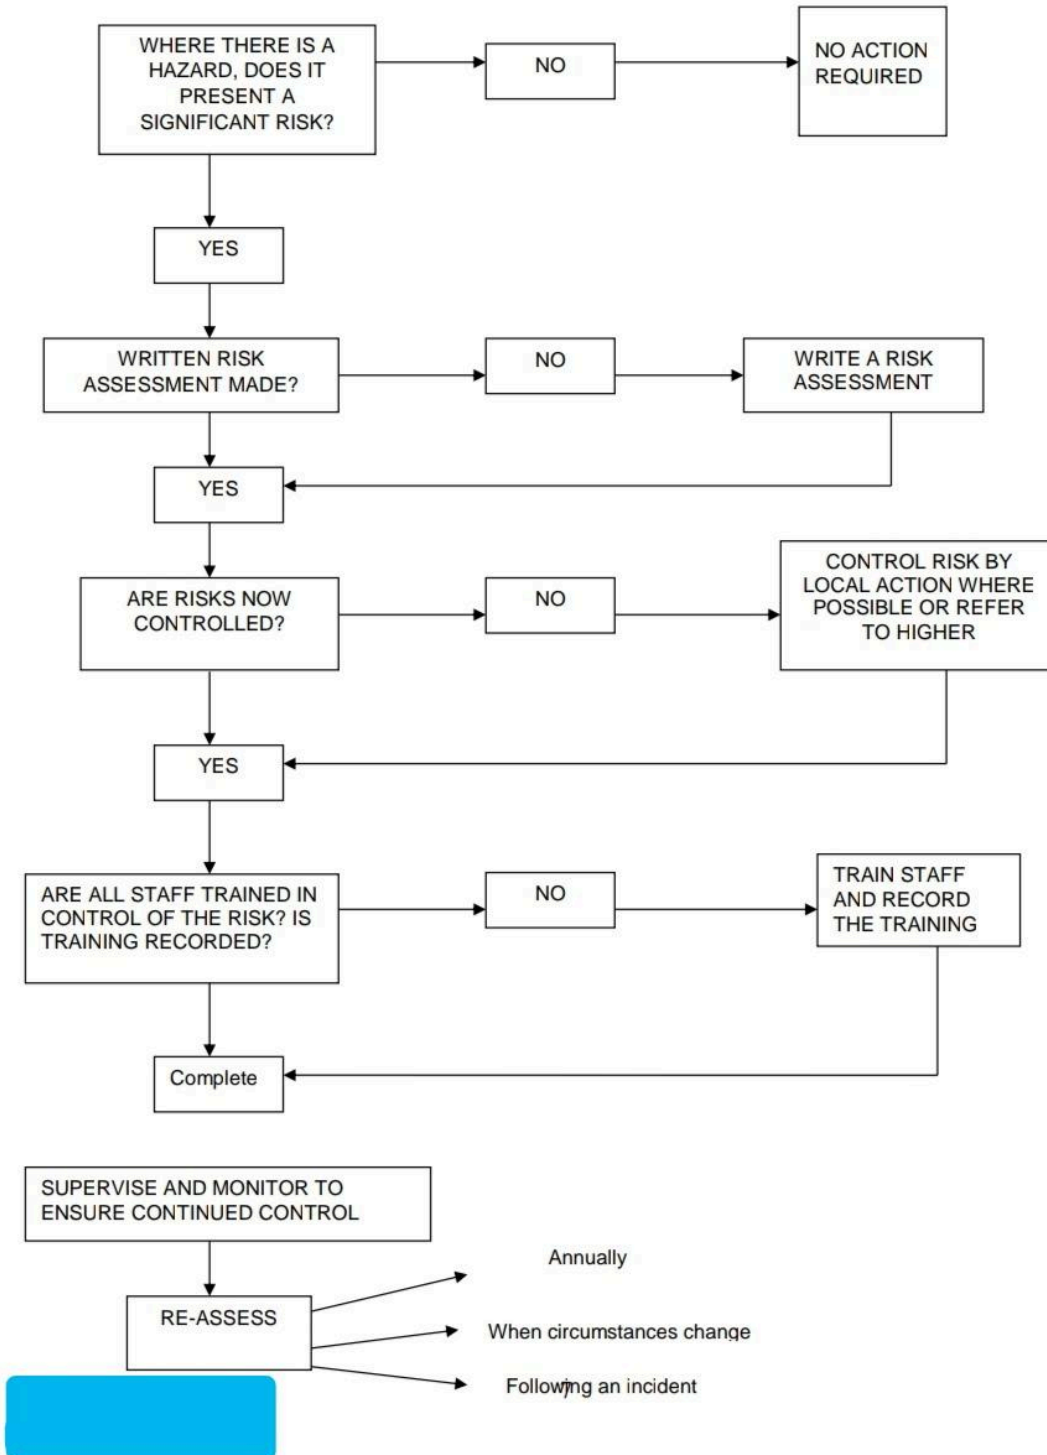 WHERE THERE IS A
HAZARD, DOES IT
PRESENT A
SIGNIFICANT RISK?
NO
NO ACTION
REQUIRED
YES
WRITTEN RISK
ASSESSMENT MADE?
NO
WRITE A RISK
ASSESSMENT
YES
ARE RISKS NOW
CONTROLLED?
NO
CONTROL RISK BY
LOCAL ACTION WHERE
POSSIBLE OR REFER
TO HIGHER
YES
ARE ALL STAFF TRAINED IN
CONTROL OF THE RISK? IS
TRAINING RECORDED?
NO
TRAIN STAFF
AND RECORD
THE TRAINING
Complete
SUPERVISE AND MONITOR TO
ENSURE CONTINUED CONTROL
RE-ASSESS
Annually
When circumstances change
Following an incident
7